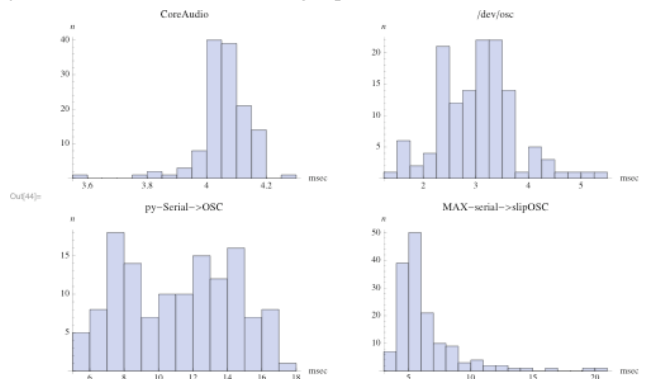 CoreAudio
n
40
30
20
10
3.6 3.8 4 4.2 msec
/dev/osc
n
20
15
10
5
2 3 4 5 msec
Out[44]=
py-Serial->OSC
n
15
10
5
6 8 10 12 14 16 18 msec
MAX-serial->slipOSC
n
50
40
30
20
10
5 10 15 20 msec